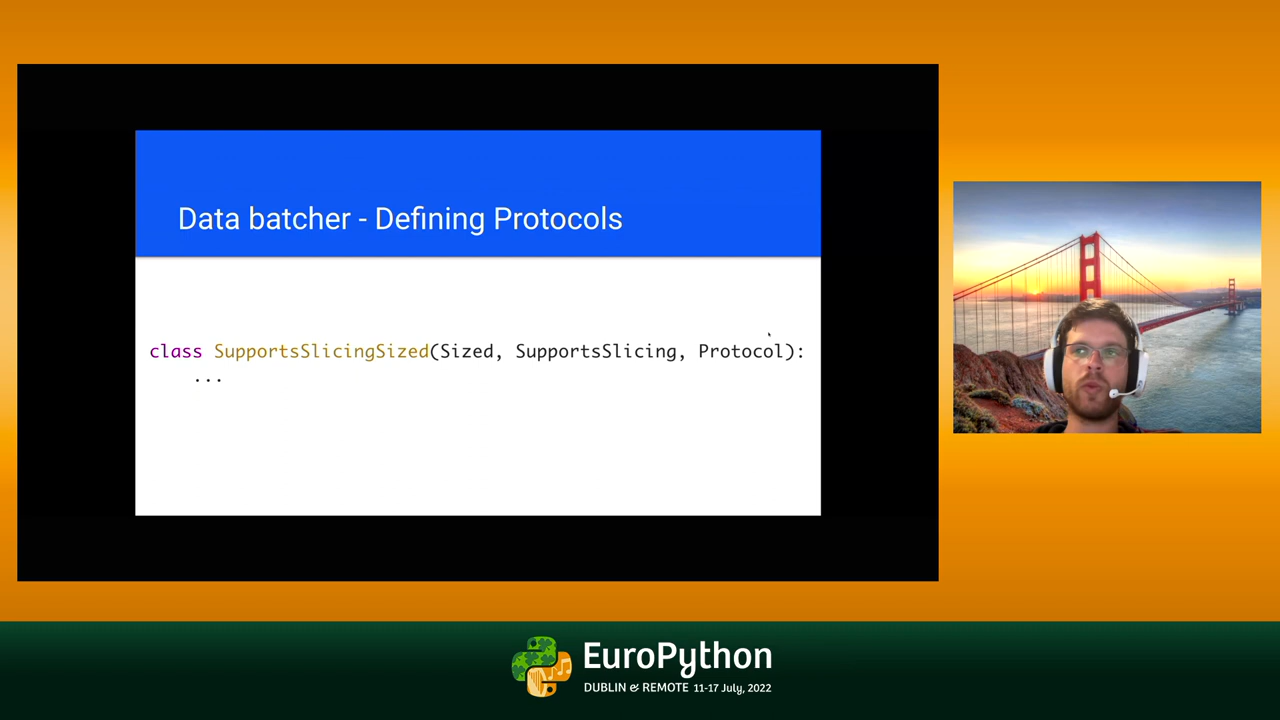 Data batcher - Defining Protocols
class SupportsSlicingSized(Sized, SupportsSlicing, Protocol):
...
EuroPython
DUBLIN & REMOTE 11-17 July, 2022